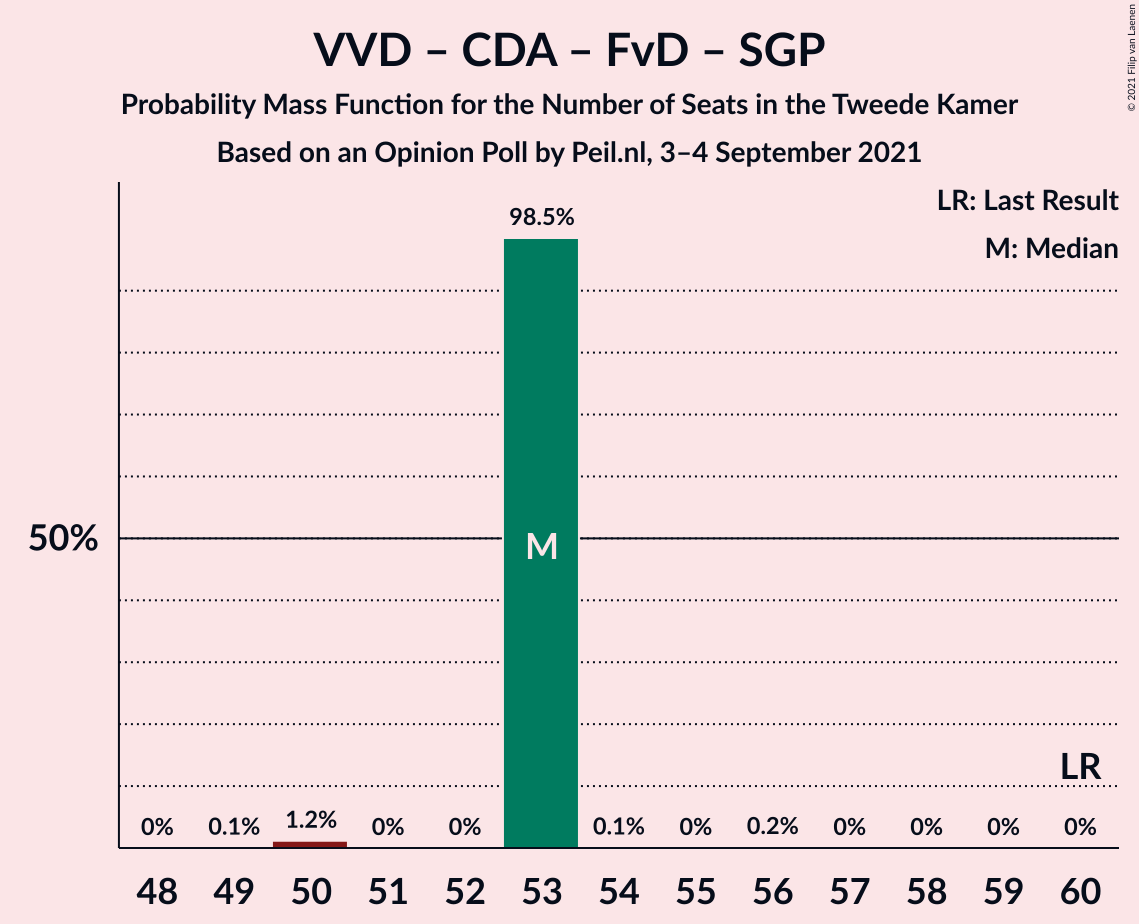 VVD – CDA – FvD – SGP
Probability Mass Function for the Number of Seats in the Tweede Kamer
Based on an Opinion Poll by Peil.nl, 3–4 September 2021
© 2021 Filip van Laenen
LR: Last Result
M: Median
98.5%
50%
M
LR
0% 0.1% 1.2% 0% 0% 0.1% 0% 0.2% 0% 0% 0% 0%
48 49 50 51 52 53 54 55 56 57 58 59 60